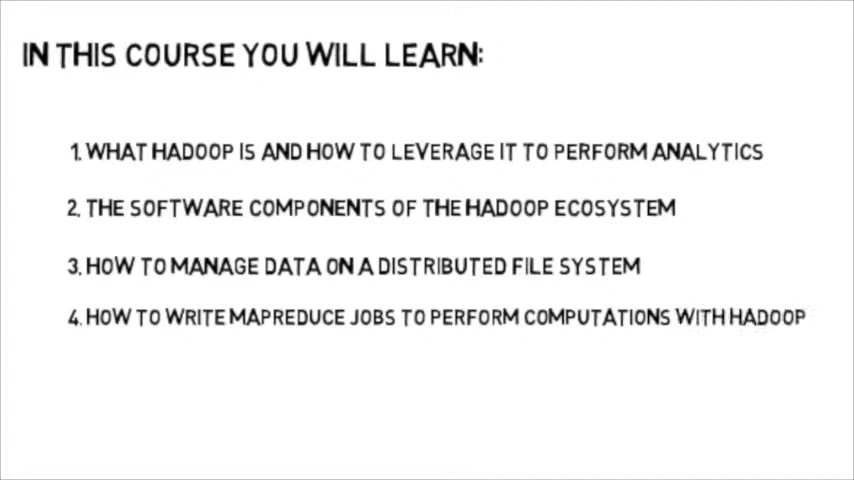 IN THIS COURSE YOU WILL LEARN:
1. WHAT HADOOP IS AND HOW TO LEVERAGE IT TO PERFORM ANALYTICS
2. THE SOFTWARE COMPONENTS OF THE HADOOP ECOSYSTEM
3. HOW TO MANAGE DATA ON A DISTRIBUTED FILE SYSTEM
4. HOW TO WRITE MAPREDUCE JOBS TO PERFORM COMPUTATIONS WITH HADOOP